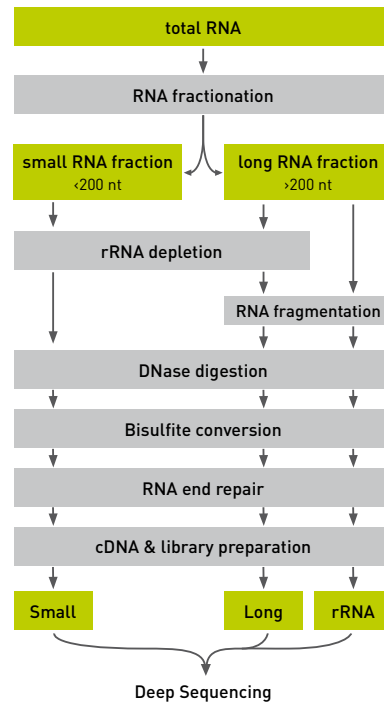 total RNA
RNA fractionation
small RNA fraction
<200 nt
long RNA fraction
>200 nt
rRNA depletion
RNA fragmentation
DNase digestion
Bisulfite conversion
RNA end repair
cDNA & library preparation
Small
Long
rRNA
Deep Sequencing